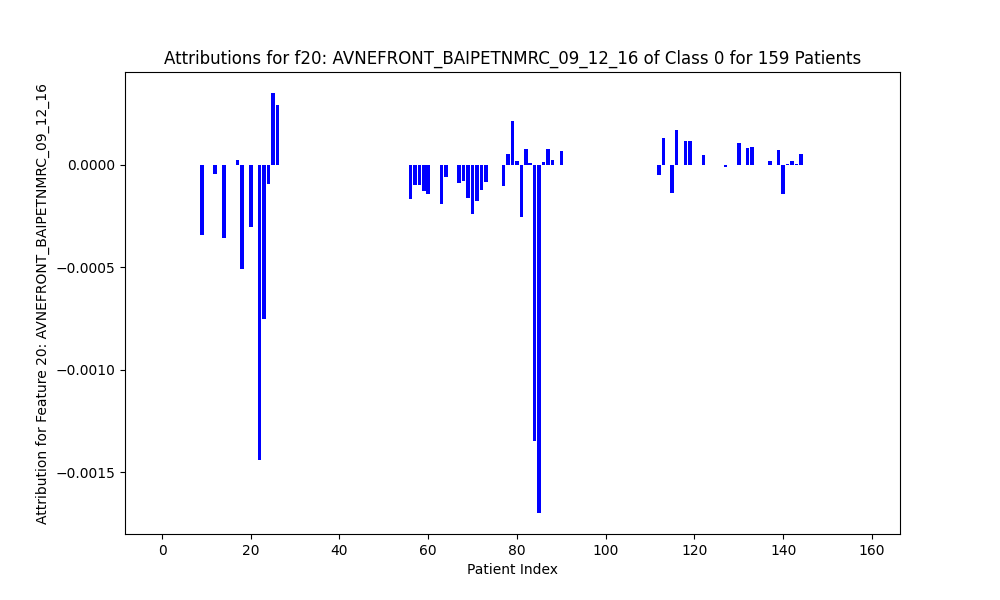 Attributions for f20: AVNEFRONT_BAIPETNMRC_09_12_16 of Class 0 for 159 Patients
Attribution for Feature 20: AVNEFRONT_BAIPETNMRC_09_12_16
0.0000
−0.0005
−0.0010
−0.0015
0 20 40 60 80 100 120 140 160
Patient Index